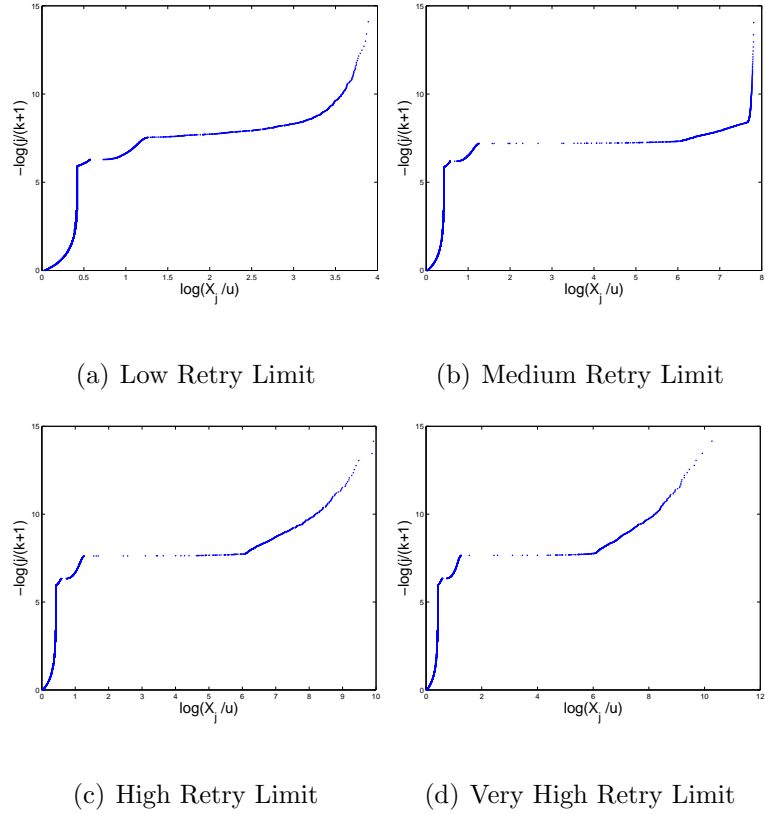 15
10
5
0
0 0.5 1 1.5 2 2.5 3 3.5 4
-log(j/(k+1)
log(X_j /u)
(a) Low Retry Limit
15
10
5
0
0 1 2 3 4 5 6 7 8
-log(j/(k+1)
log(X_j /u)
(b) Medium Retry Limit
15
10
5
0
0 1 2 3 4 5 6 7 8 9 10
-log(j/(k+1)
log(X_j /u)
(c) High Retry Limit
15
10
5
0
0 2 4 6 8 10 12
-log(j/(k+1)
log(X_j /u)
(d) Very High Retry Limit